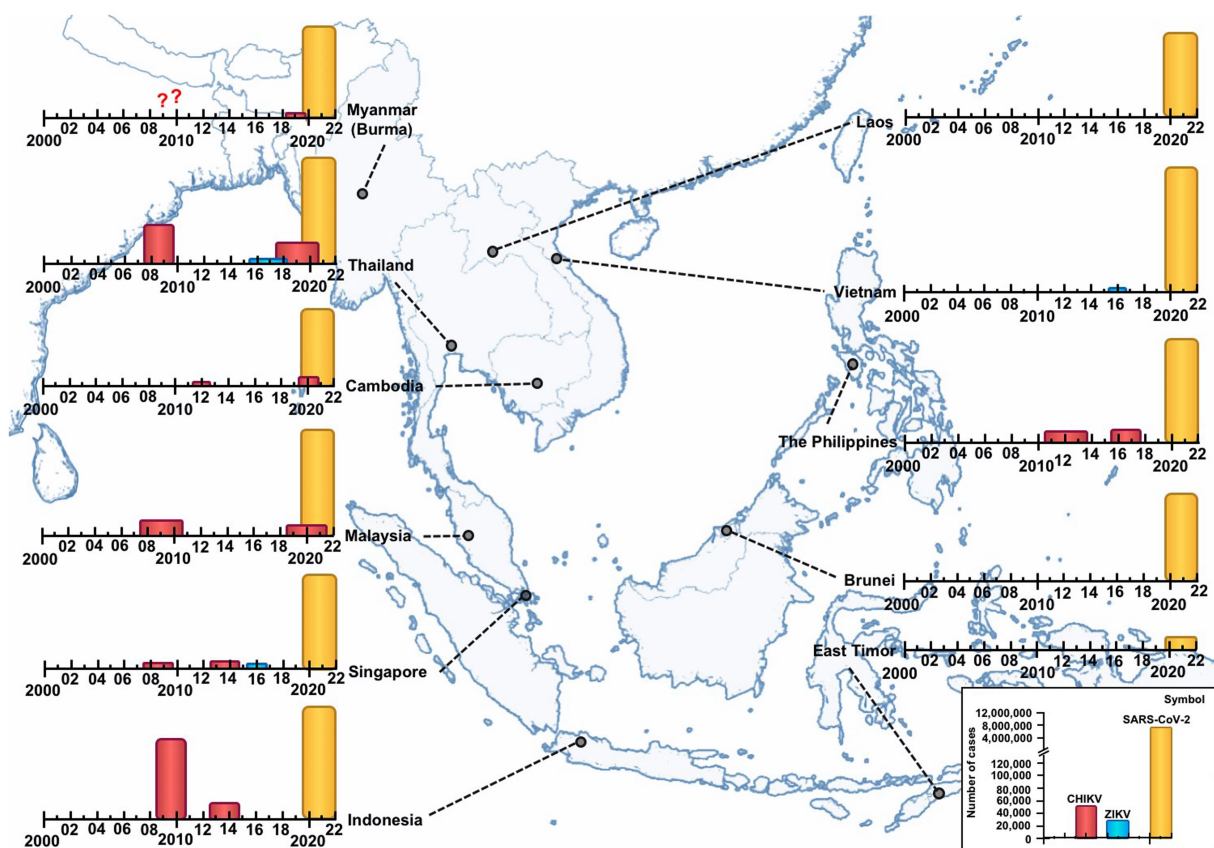 ??
2000 02 04 06 08 2010 12 14 16 18 2020 22
Myanmar
(Burma)
2000 02 04 06 08 2010 12 14 16 18 2020 22
Laos
2000 02 04 06 08 2010 12 14 16 18 2020 22
Thailand
2000 02 04 06 08 2010 12 14 16 18 2020 22
Vietnam
2000 02 04 06 08 2010 12 14 16 18 2020 22
Cambodia
2000 02 04 06 08 2010 12 15 16 18 2020 22
The Philippines
2000 02 04 06 08 2010 12 14 16 18 2020 22
Malaysia
2000 02 04 06 08 2010 12 14 16 18 2020 22
Brunei
2000 02 04 06 08 2010 12 14 16 18 2020 22
Singapore
2000 02 04 06 08 2010 12 14 16 18 2020 22
East Timor
2000 02 04 06 08 2010 12 14 16 18 2020 22
Indonesia
Symbol
Number of cases
12,000,000
8,000,000
4,000,000
120,000
100,000
80,000
60,000
40,000
20,000
0
CHIKV
ZIKV
SARS-CoV-2